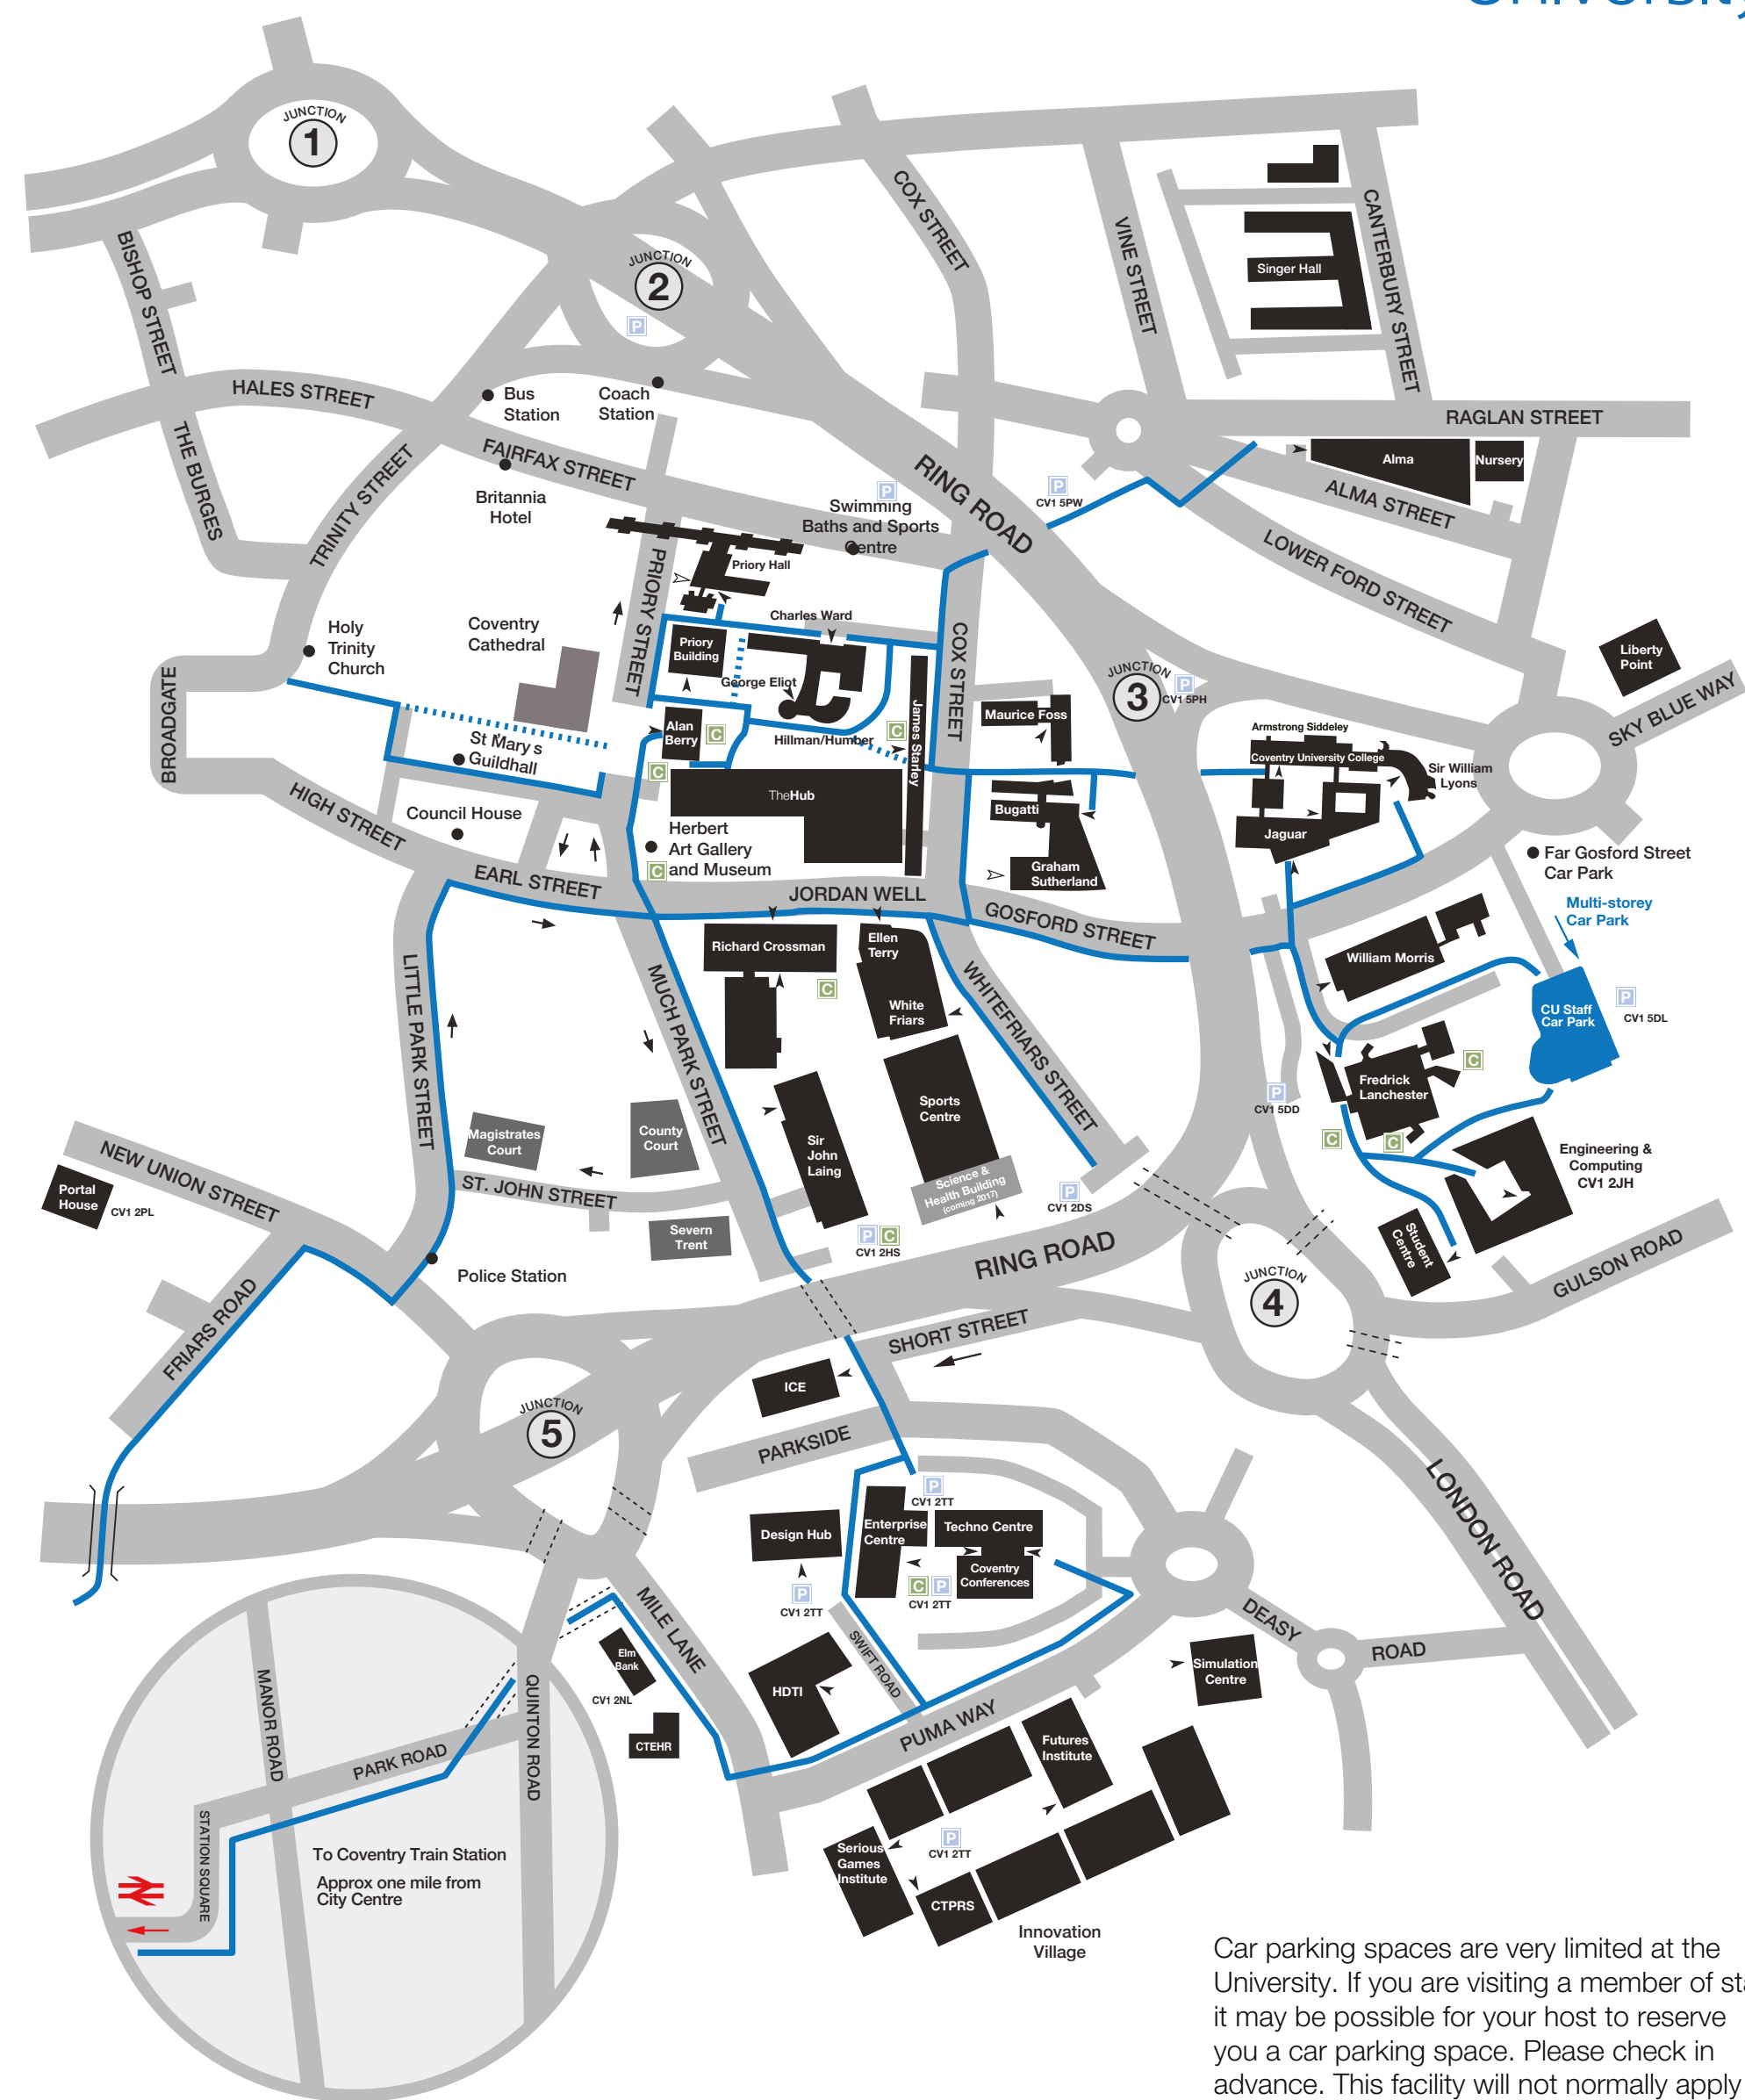 University
JUNCTION
1
JUNCTION
2
P
COX STREET
VINE STREET
CANTERBURY STREET
Singer Hall
BISHOP STREET
HALES STREET
Bus
Station
Coach
Station
RAGLAN STREET
THE BURGES
TRINITY STREET
FAIRFAX STREET
Britannia
Hotel
P
Swimming
Baths and Sports
Centre
RING ROAD
P
CV1 5PW
Alma
Nursery
ALMA STREET
LOWER FORD STREET
PRIORY STREET
Priory Hall
Charles Ward
Holy
Trinity
Church
Coventry
Cathedral
Priory
Building
George Eliot
COX STREET
JUNCTION
3
P
CV1 5PH
Liberty
Point
SKY BLUE WAY
BROADGATE
St Mary's
Guildhall
Alan
Berry
C
Hillman/Humber
C
James Starley
Maurice Foss
Armstrong Siddeley
Coventry University College
Sir William
Lyons
C
TheHub
Bugatti
Jaguar
HIGH STREET
Council House
Herbert
Art Gallery
and Museum
C
Graham
Sutherland
Far Gosford Street
Car Park
Multi-storey
Car Park
EARL STREET
JORDAN WELL
GOSFORD STREET
Richard Crossman
Ellen
Terry
William Morris
LITTLE PARK STREET
MUCH PARK STREET
C
White
Friars
WHITEFRIARS STREET
CU Staff
Car Park
P
CV1 5DL
Fredrick
Lanchester
C
P
CV1 5DD
C
C
Magistrates
Court
County
Court
Sir
John
Laing
Sports
Centre
Engineering &
Computing
CV1 2JH
NEW UNION STREET
Portal
House
CV1 2PL
ST. JOHN STREET
Science &
Health Building
(coming 2017)
P
CV1 2DS
Severn
Trent
P
C
CV1 2HS
Student
Centre
Police Station
RING ROAD
JUNCTION
4
GULSON ROAD
FRIARS ROAD
SHORT STREET
ICE
JUNCTION
5
PARKSIDE
LONDON ROAD
P
CV1 2TT
Design Hub
Enterprise
Centre
Techno Centre
Coventry
Conferences
P
CV1 2TT
C
P
CV1 2TT
MILE LANE
Elm
Bank
CV1 2NL
SWIFT ROAD
DEASY
ROAD
Simulation
Centre
MANOR ROAD
QUINTON ROAD
HDTI
CTEHR
PUMA WAY
PARK ROAD
Futures
Institute
STATION SQUARE
To Coventry Train Station
Approx one mile from
City Centre
Serious
Games
Institute
P
CV1 2TT
CTPRS
Innovation
Village
Car parking spaces are very limited at the
University. If you are visiting a member of sta
it may be possible for your host to reserve
you a car parking space. Please check in
advance. This facility will not normally apply